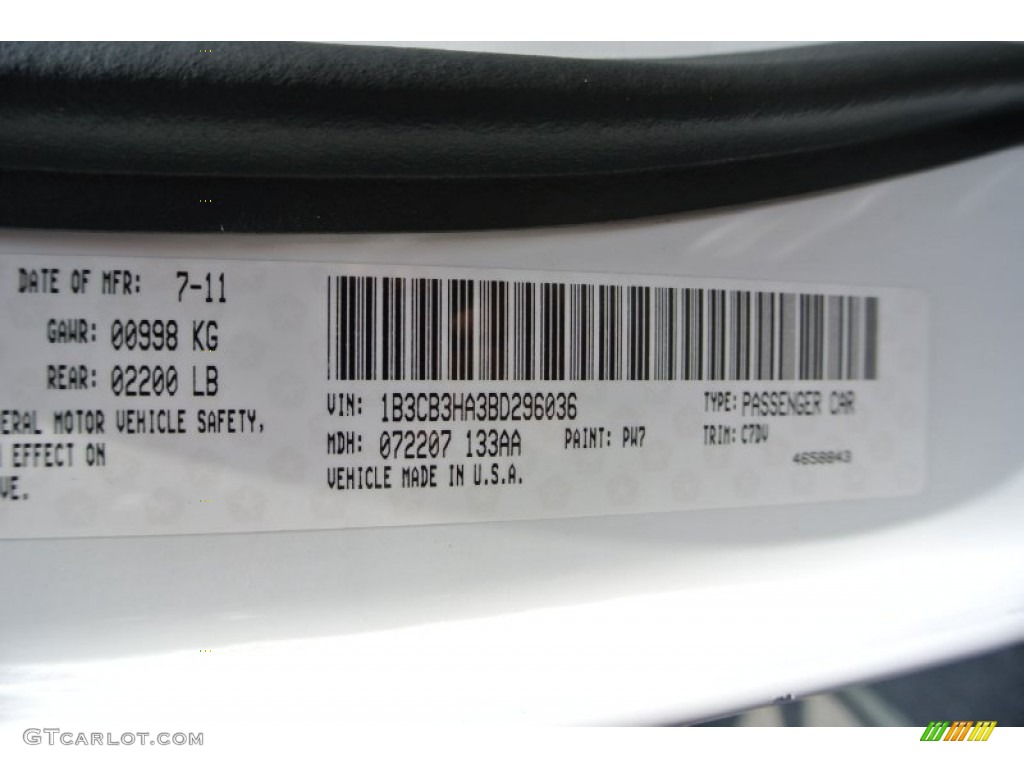 DATE OF MFR: 7-11
GAWR: 00998 KG
REAR: 02200 LB
ERAL MOTOR VEHICLE SAFETY,
EFFECT ON
VE.
VIN: 1B3CB3HA3BD296036
TYPE: PASSENGER CAR
MDH: 072207 133AA
PAINT: PW7
TRIM: C7DV
VEHICLE MADE IN U.S.A.
4658843
GTCARLOT.COM